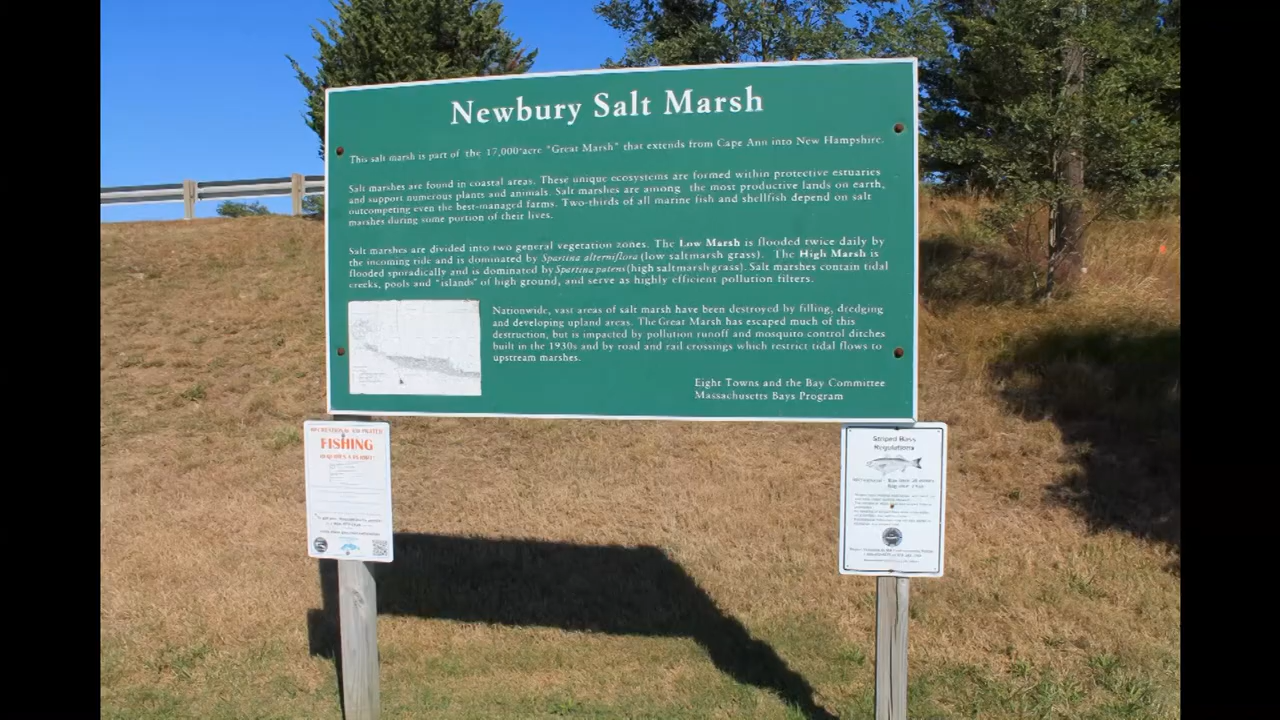 Newbury Salt Marsh
This salt marsh is part of the 17,000 acre "Great Marsh" that extends from Cape Ann into New Hampshire.
Salt marshes are found in coastal areas. These unique ecosystems are formed within protective estuaries
and support numerous plants and animals. Salt marshes are among the most productive lands on earth,
outcompeting even the best-managed farms. Two-thirds of all marine fish and shellfish depend on salt
marshes during some portion of their lives.
Salt marshes are divided into two general vegetation zones. The Low Marsh is flooded twice daily by
the incoming tide and is dominated by Spartina alterniflora (low saltmarsh grass). The High Marsh is
flooded sporadically and is dominated by Spartina patens (high saltmarsh grass). Salt marshes contain tidal
creeks, pools and "islands" of high ground, and serve as highly efficient pollution filters.
Nationwide, vast areas of salt marsh have been destroyed by filling, dredging
and developing upland areas. The Great Marsh has escaped much of this
destruction, but is impacted by pollution runoff and mosquito control ditches
built in the 1930s and by road and rail crossings which restrict tidal flows to
upstream marshes.
Eight Towns and the Bay Committee
Massachusetts Bays Program
FISHING
REQUIRES A PERMIT
Striped Bass
Regulations